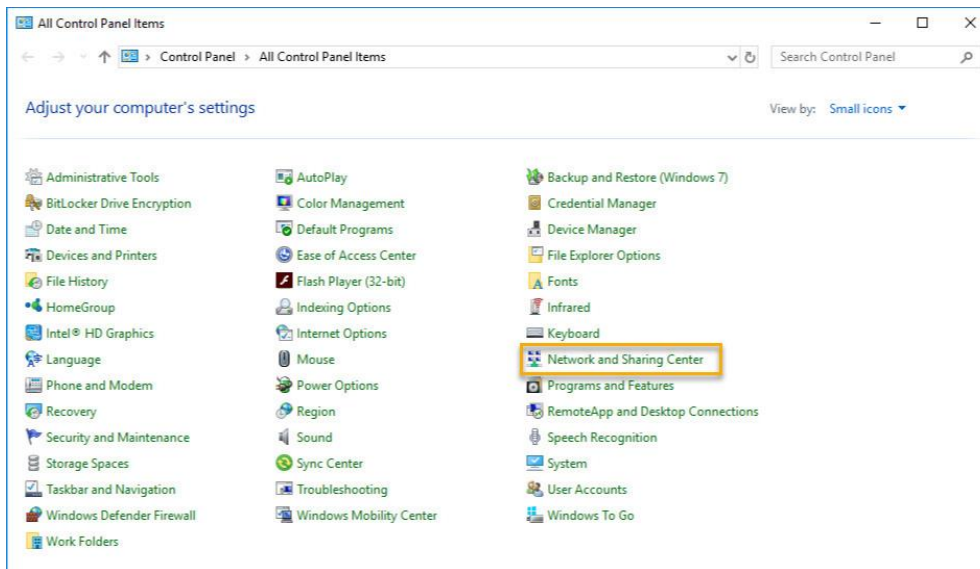 All Control Panel Items
Control Panel > All Control Panel Items
Search Control Panel
Adjust your computer's settings
View by: Small icons
Administrative Tools
AutoPlay
Backup and Restore (Windows 7)
BitLocker Drive Encryption
Color Management
Credential Manager
Date and Time
Default Programs
Device Manager
Devices and Printers
Ease of Access Center
File Explorer Options
File History
Flash Player (32-bit)
Fonts
HomeGroup
Indexing Options
Infrared
Intel® HD Graphics
Internet Options
Keyboard
Language
Mouse
Network and Sharing Center
Phone and Modem
Power Options
Programs and Features
Recovery
Region
RemoteApp and Desktop Connections
Security and Maintenance
Sound
Speech Recognition
Storage Spaces
Sync Center
System
Taskbar and Navigation
Troubleshooting
User Accounts
Windows Defender Firewall
Windows Mobility Center
Windows To Go
Work Folders